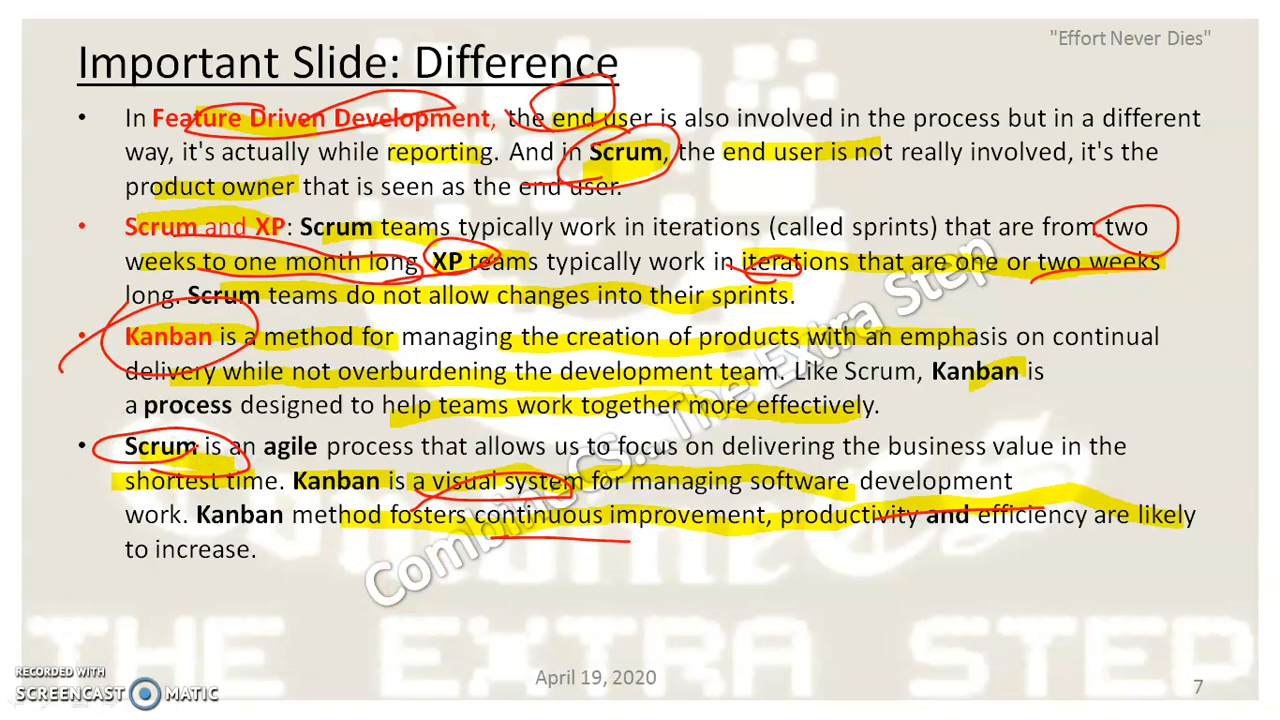 "Effort Never Dies"
Important Slide: Difference
• In Feature Driven Development, the end user is also involved in the process but in a different
way, it's actually while reporting. And in Scrum, the end user is not really involved, it's the
product owner that is seen as the end user.
• Scrum and XP: Scrum teams typically work in iterations (called sprints) that are from two
weeks to one month long. XP teams typically work in iterations that are one or two weeks
long. Scrum teams do not allow changes into their sprints.
• Kanban is a method for managing the creation of products with an emphasis on continual
delivery while not overburdening the development team. Like Scrum, Kanban is
a process designed to help teams work together more effectively.
• Scrum is an agile process that allows us to focus on delivering the business value in the
shortest time. Kanban is a visual system for managing software development
work. Kanban method fosters continuous improvement, productivity and efficiency are likely
to increase.
CombineCS...The Extra Step
THE EXTRA STEP
RECORDED WITH
SCREENCAST MATIC
April 19, 2020
7